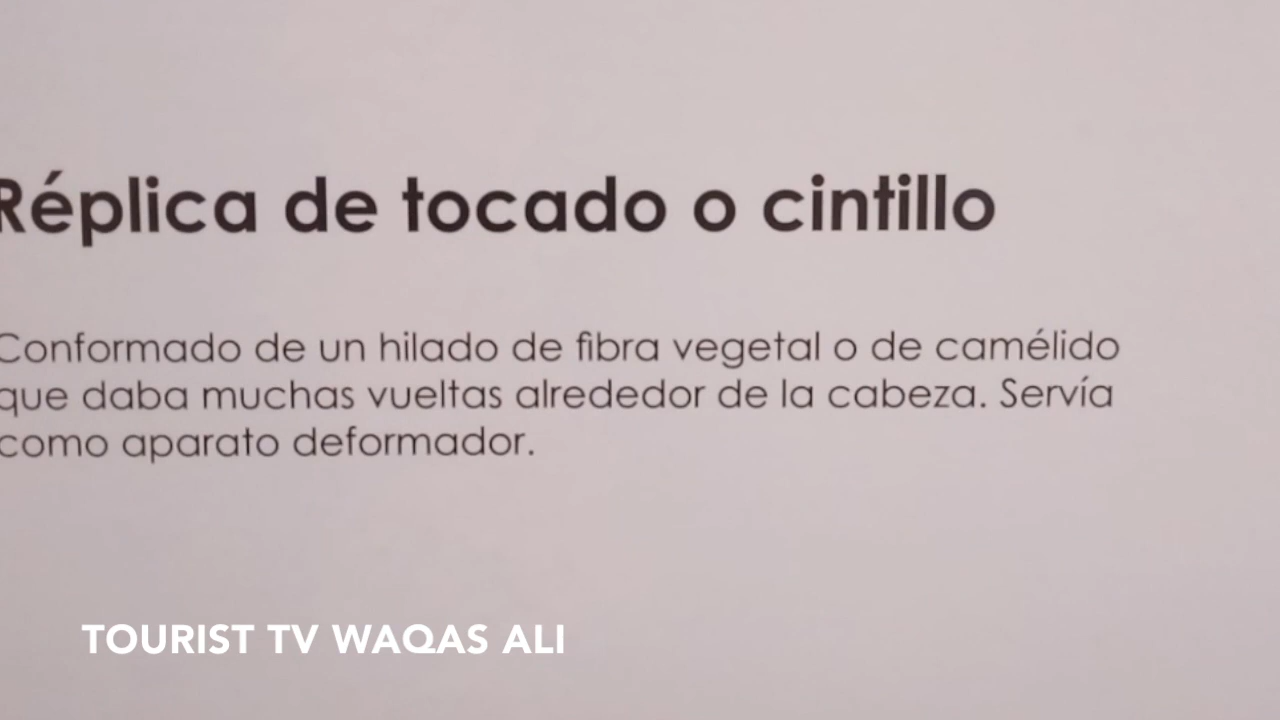 Réplica de tocado o cintillo
Conformado de un hilado de fibra vegetal o de camélido
que daba muchas vueltas alrededor de la cabeza. Servía
como aparato deformador.
TOURIST TV WAQAS ALI